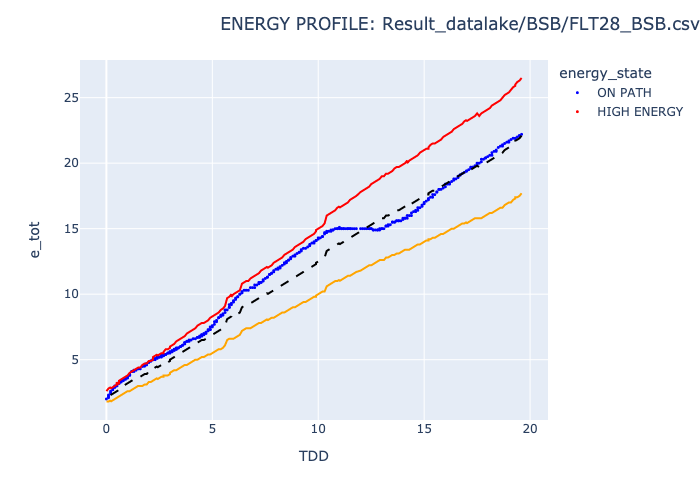 ENERGY PROFILE: Result_datalake/BSB/FLT28_BSB.csv
energy_state
ON PATH
HIGH ENERGY
25
20
15
10
5
e_tot
0
5
10
15
20
TDD